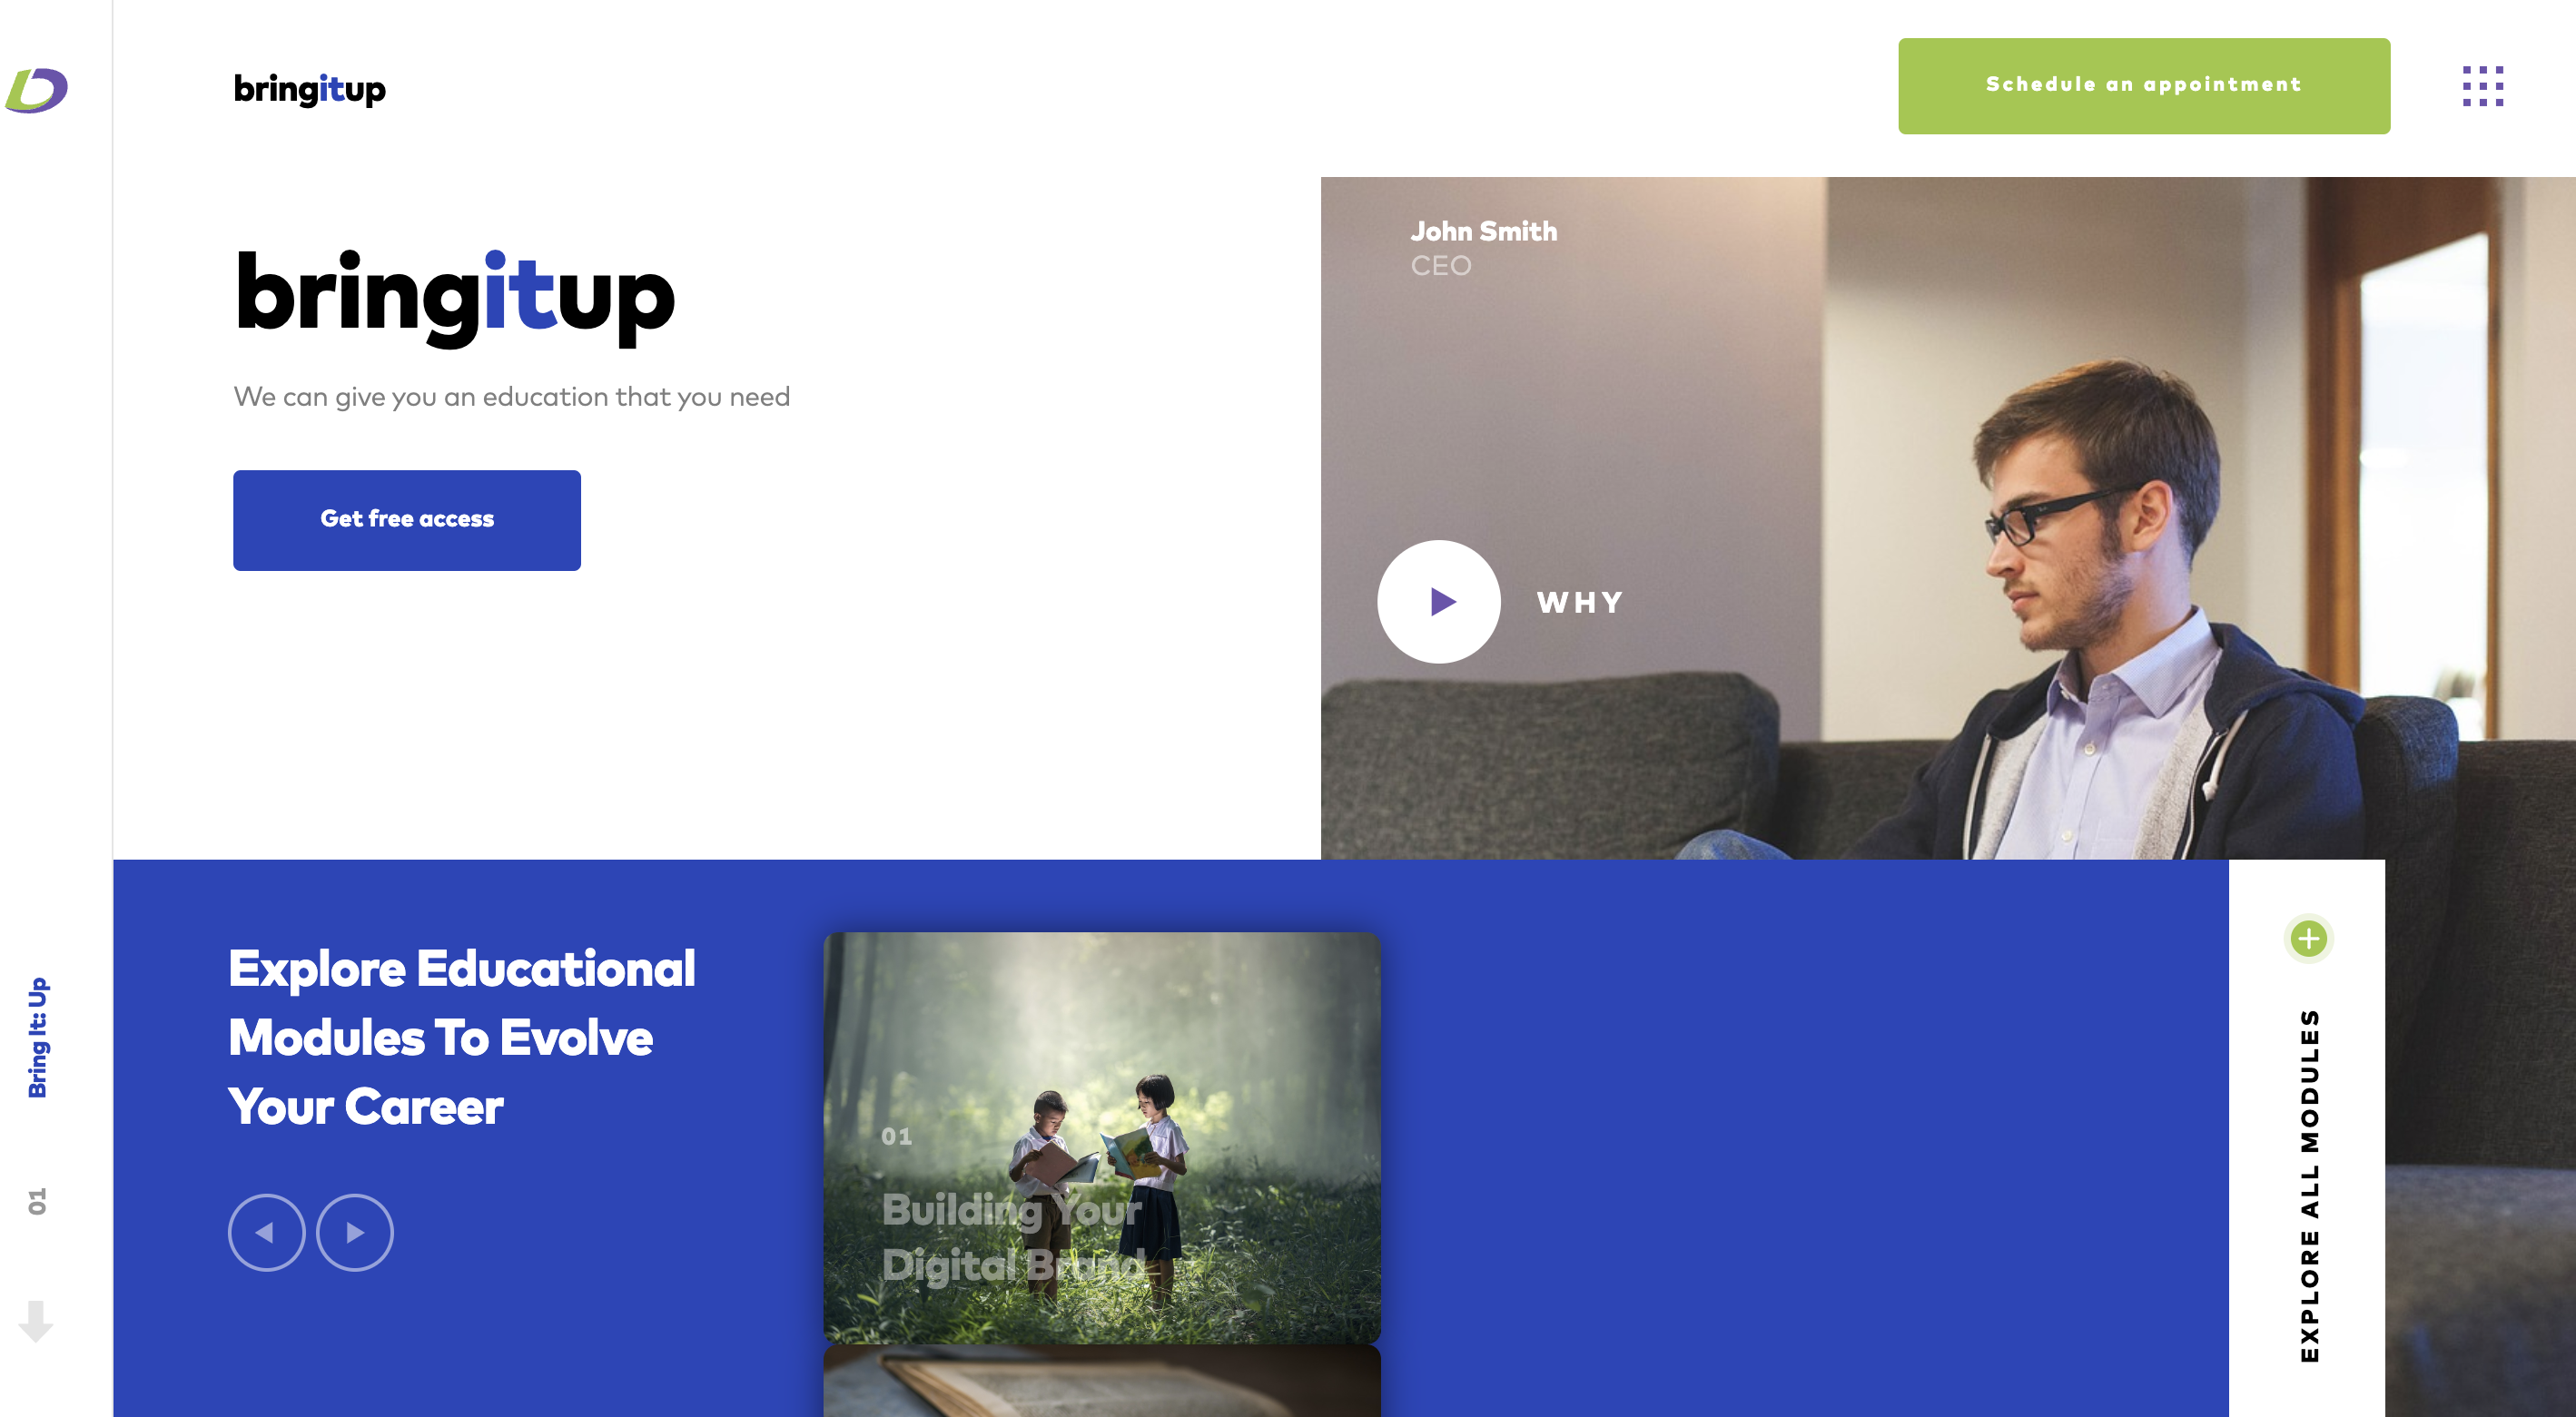 bringitup
Schedule an appointment
bringitup
We can give you an education that you need
Get free access
John Smith
CEO
WHY
Explore Educational
Modules To Evolve
Your Career
01
Building Your
Digital Brand
EXPLORE ALL MODULES
Bring It: Up
01